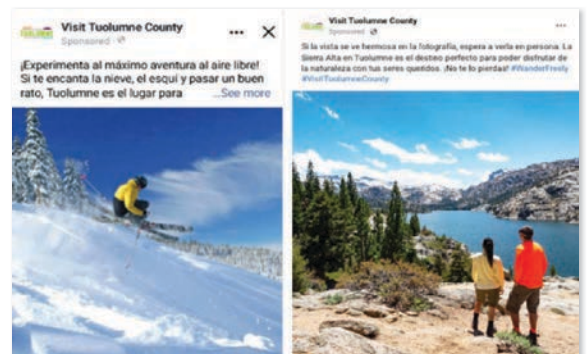 TUOLUMNE
Visit Tuolumne County
Sponsored
¡Experimenta al máximo aventura al aire libre!
Si te encanta la nieve, el esqui y pasar un buen
rato, Tuolumne es el lugar para ...See more
Visit Tuolumne County
Sponsored
Si la vista se ve hermosa en la fotografía, espera a verla en persona. La
Sierra Alta en Tuolumne es el destino perfecto para poder disfrutar de
la naturaleza con tus seres queridos. ¡No te lo pierdas! #WanderFreely
#VisitTuolumneCounty